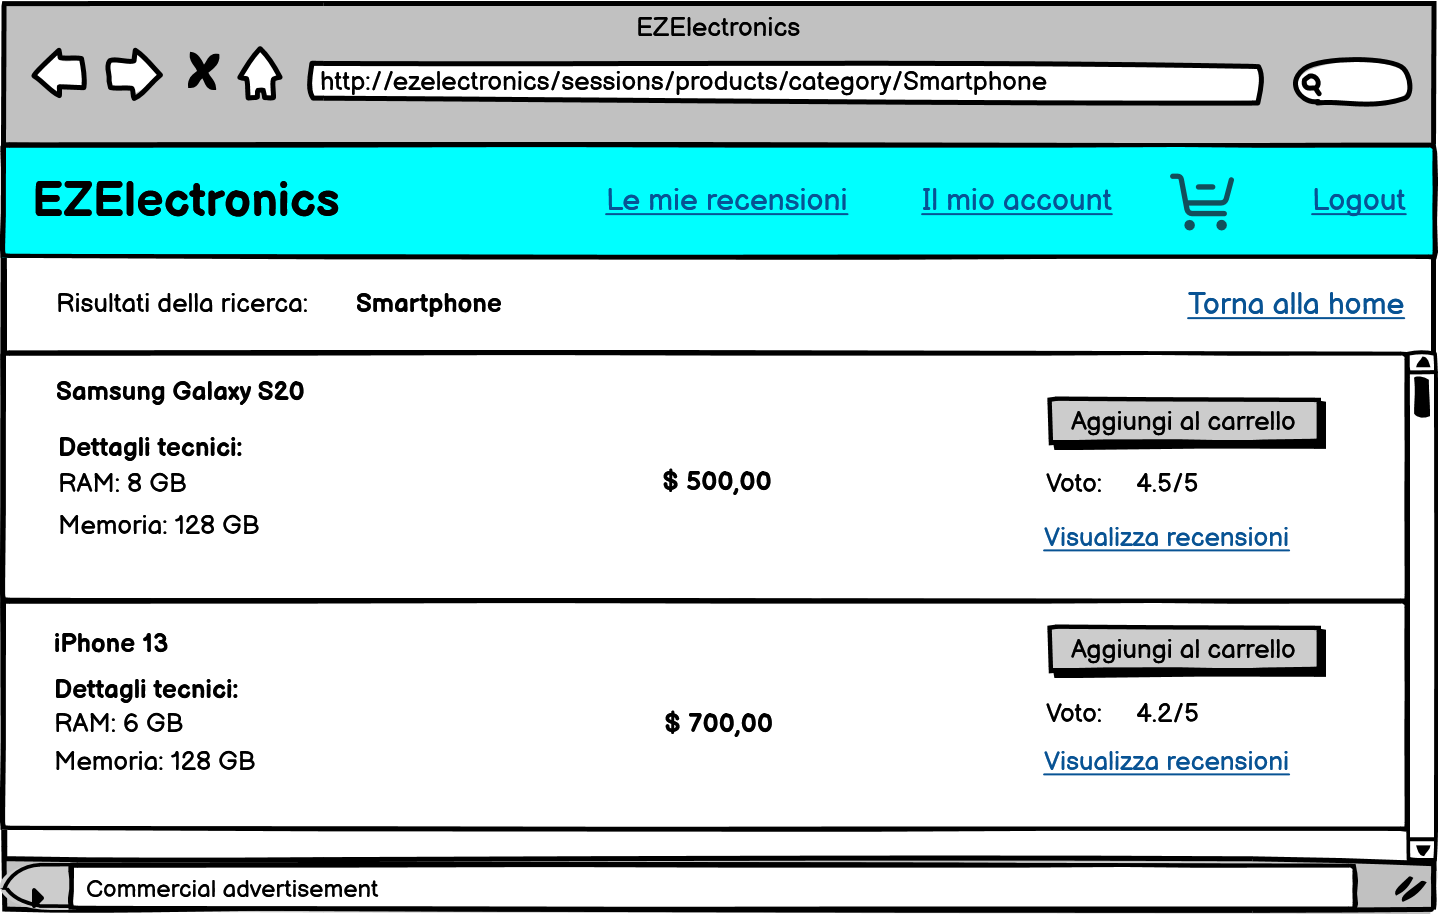 EZElectronics
http://ezelectronics/sessions/products/category/Smartphone
EZElectronics Le mie recensioni Il mio account Logout
Risultati della ricerca: Smartphone Torna alla home
Samsung Galaxy S20
Aggiungi al carrello
Dettagli tecnici:
RAM: 8 GB $ 500,00 Voto: 4.5/5
Memoria: 128 GB
Visualizza recensioni
iPhone 13
Aggiungi al carrello
Dettagli tecnici:
RAM: 6 GB $ 700,00 Voto: 4.2/5
Memoria: 128 GB Visualizza recensioni
Commercial advertisement